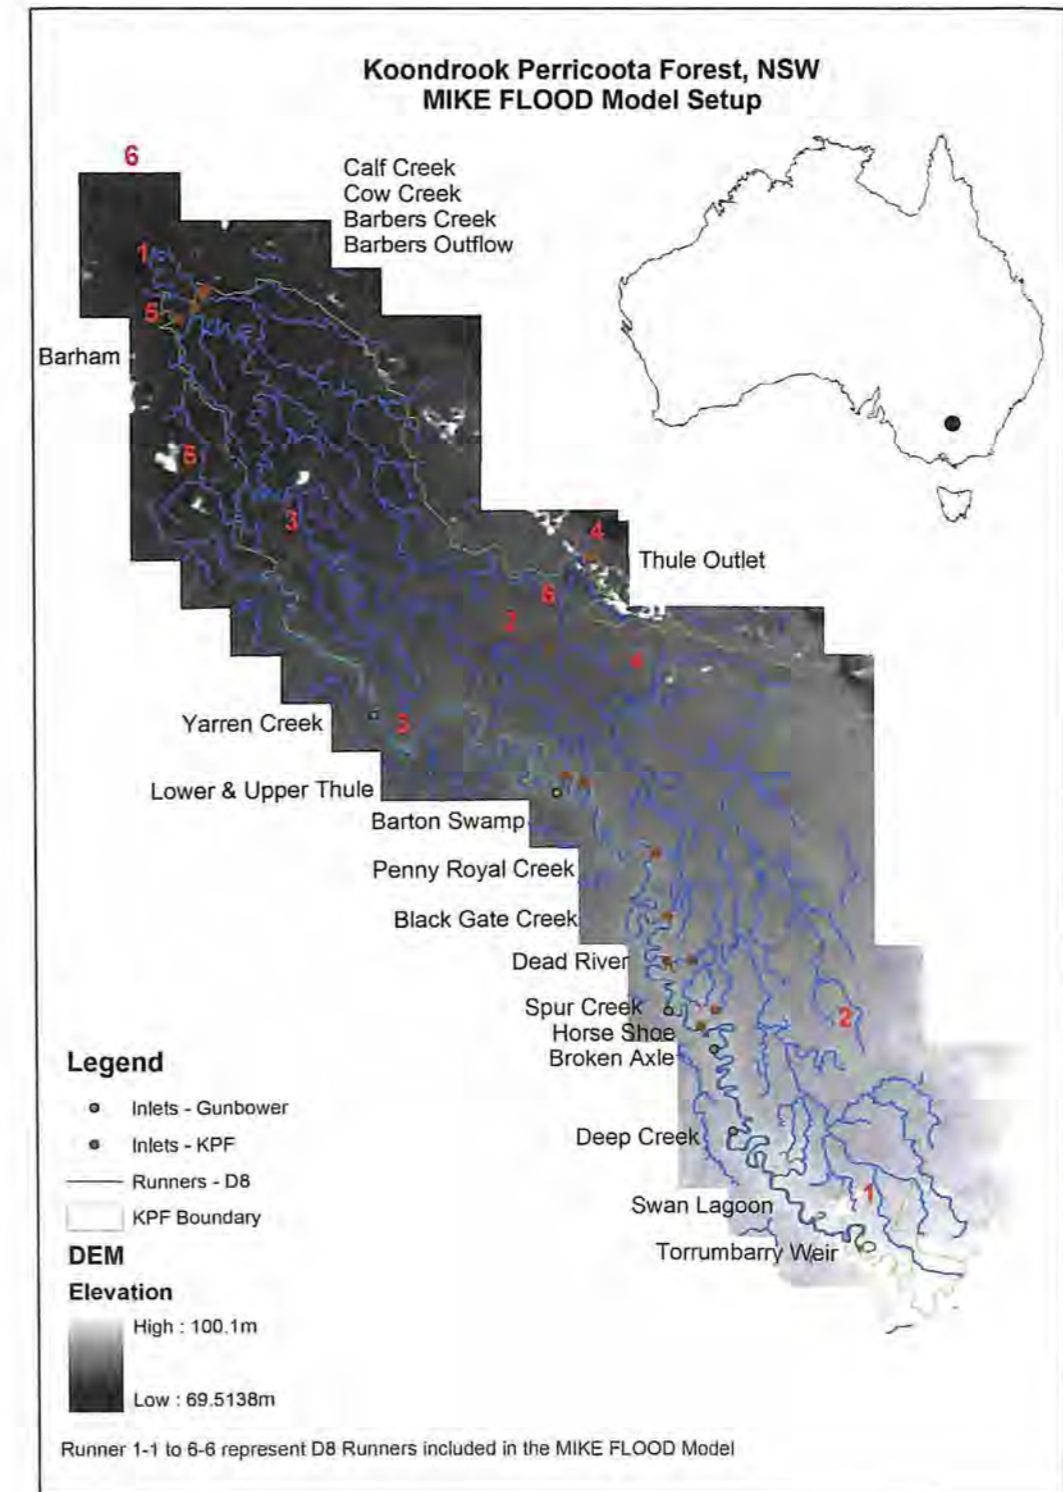 Koondrook Perricoota Forest, NSW
MIKE FLOOD Model Setup
6
Calf Creek
Cow Creek
Barbers Creek
Barbers Outflow
1
5
Barham
5
3
4
Thule Outlet
6
2
4
Yarren Creek
3
Lower & Upper Thule
Barton Swamp
Penny Royal Creek
Black Gate Creek
Dead River
Spur Creek
2
Horse Shoe
Broken Axle
Deep Creek
1
Swan Lagoon
Torrumbarry Weir
Legend
Inlets - Gunbower
Inlets - KPF
Runners - D8
KPF Boundary
DEM
Elevation
High : 100.1m
Low : 69.5138m
Runner 1-1 to 6-6 represent D8 Runners included in the MIKE FLOOD Model